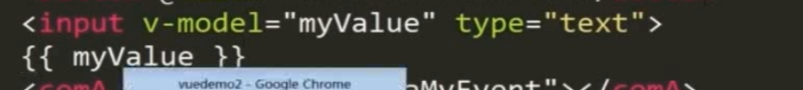 <input v-model="myValue" type="text">
{{ myValue }}
vuedemo2 - Google Chrome